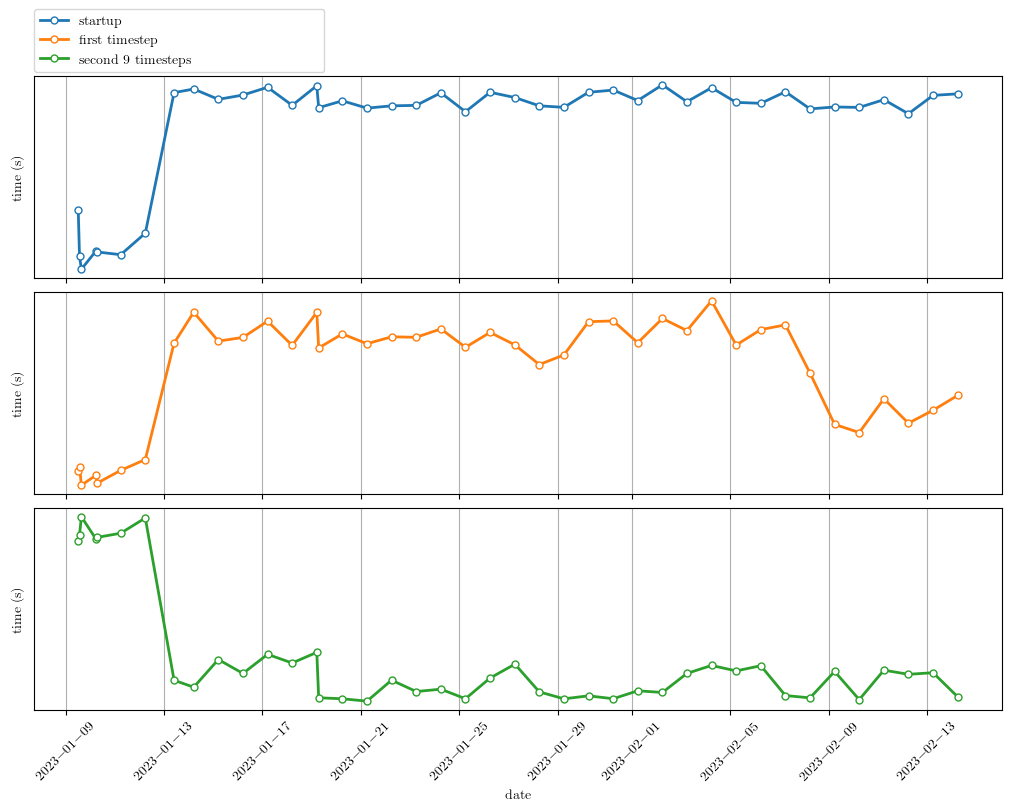 startup
first timestep
second 9 timesteps
time (s)
time (s)
time (s)
2023−01−09
2023−01−13
2023−01−17
2023−01−21
2023−01−25
2023−01−29
2023−02−01
2023−02−05
2023−02−09
2023−02−13
date